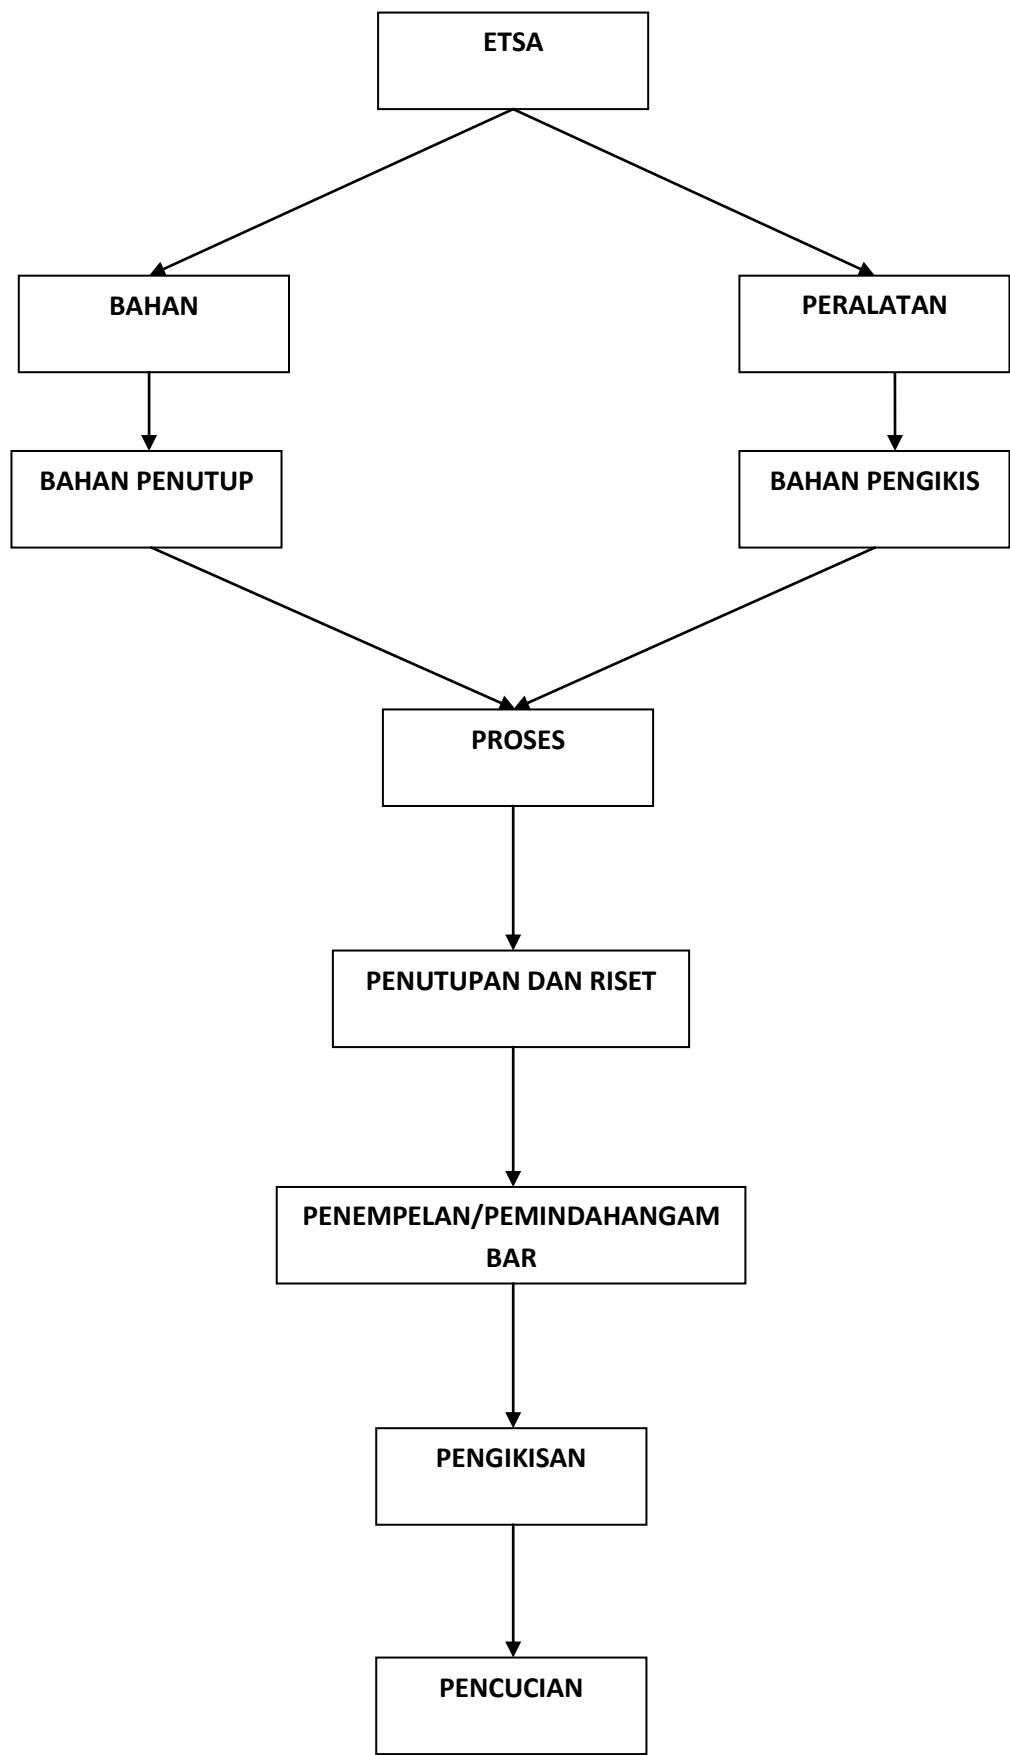 ETSA
BAHAN
PERALATAN
BAHAN PENUTUP
BAHAN PENGIKIS
PROSES
PENUTUPAN DAN RISET
PENEMPELAN/PEMINDAHANGAM
BAR
PENGIKISAN
PENCUCIAN